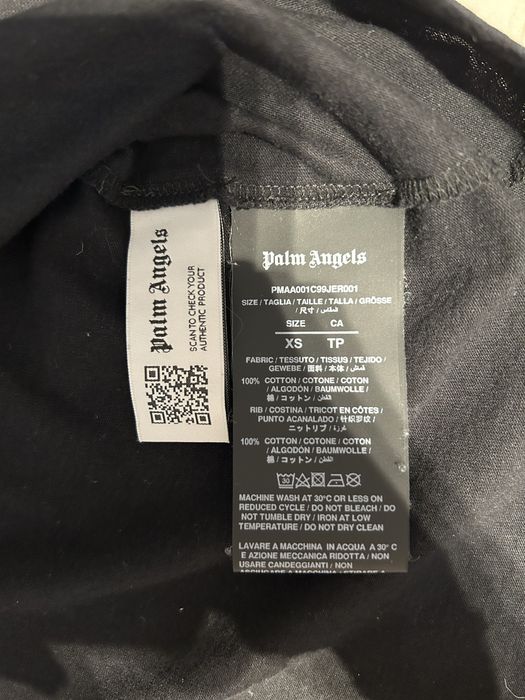 Palm Angels
SCAN TO CHECK YOUR
AUTHENTIC PRODUCT
Palm Angels
PMAA001C99JER001
SIZE / TAGLIA / TAILLE / TALLA / GRÖSSE
/ 尺寸 / المقاس
SIZE CA
XS TP
FABRIC / TESSUTO / TISSUS / TEJIDO /
GEWEBE / 面料 / 本体 / قماش
100% COTTON / COTONE / COTON
/ ALGODÓN / BAUMWOLLE /
棉 / コットン / القطن
RIB / COSTINA / TRICOT EN CÔTES /
PUNTO ACANALADO / 针织罗纹 /
ニットリブ /
100% COTTON / COTONE / COTON
/ ALGODÓN / BAUMWOLLE /
棉 / コットン / القطن
30
MACHINE WASH AT 30°C OR LESS ON
REDUCED CYCLE / DO NOT BLEACH / DO
NOT TUMBLE DRY / IRON AT LOW
TEMPERATURE / DO NOT DRY CLEAN
LAVARE A MACCHINA IN ACQUA A 30° C
E AZIONE MECCANICA RIDOTTA / NON
USARE CANDEGGIANTI / NON